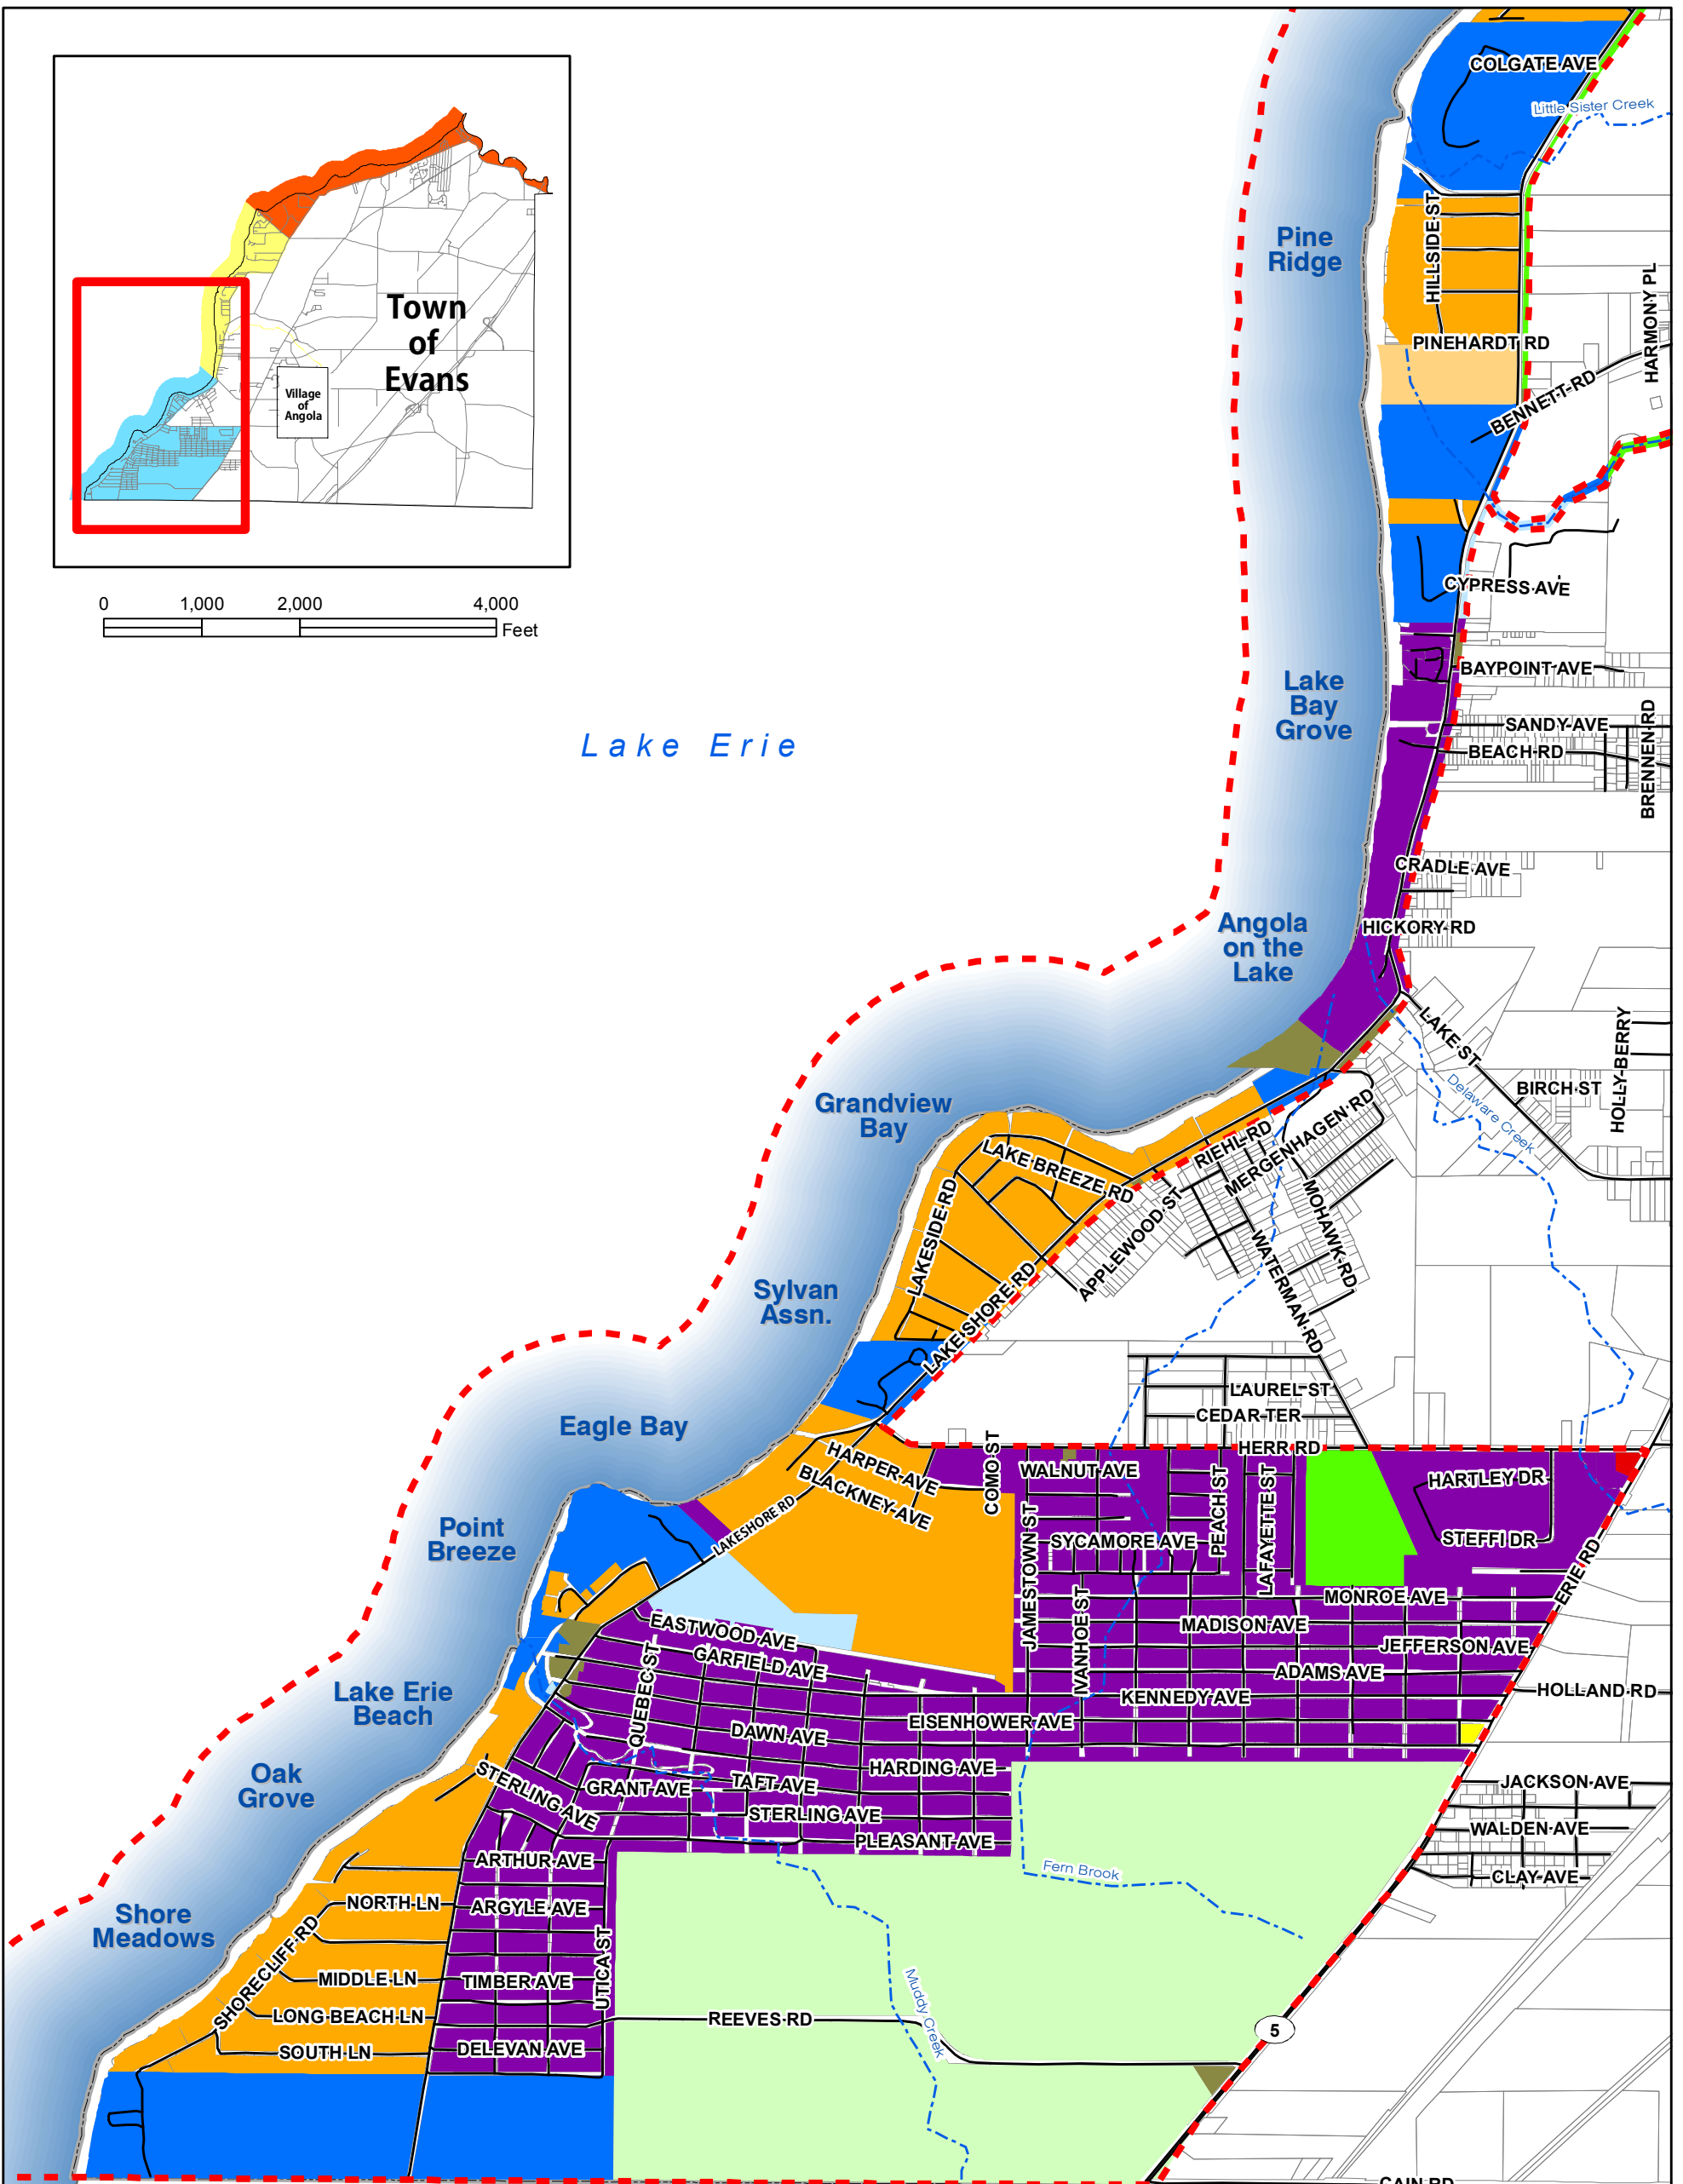 COLGATE AVE
Little Sister Creek
Town
of
Evans
Village
of
Angola
HILLSIDE ST
Pine
Ridge
HARMONY PL
PINEHARDT RD
BENNETT RD
CYPRESS AVE
0 1,000 2,000 4,000
Feet
BAYPOINT AVE
Lake
Bay
Grove
SANDY AVE
BRENNEN RD
Lake Erie
BEACH RD
CRADLE AVE
HICKORY RD
Angola
on the
Lake
LAKE ST
HOLLY-BERRY
BIRCH ST
Delaware Creek
Grandview
Bay
RIEHL RD
MERGENHAGEN RD
LAKE BREEZE RD
LAKESIDE RD
APPLEWOOD ST
MOHAWK RD
WATERMAN RD
Sylvan
Assn.
LAKE SHORE RD
LAUREL ST
CEDAR TER
HERR RD
Eagle Bay
HARPER AVE
BLACKNEY AVE
COMO ST
WALNUT AVE
PEACH ST
LAFAYETTE ST
HARTLEY DR
STEFFI DR
LAKESHORE RD
Point
Breeze
SYCAMORE AVE
JAMESTOWN ST
IVANHOE ST
ERIE RD
MONROE AVE
MADISON AVE
JEFFERSON AVE
ADAMS AVE
EASTWOOD AVE
GARFIELD AVE
QUEBEC ST
KENNEDY AVE
HOLLAND RD
Lake Erie
Beach
EISENHOWER AVE
DAWN AVE
HARDING AVE
Oak
Grove
STERLING AVE
GRANT AVE
TAFT AVE
JACKSON AVE
STERLING AVE
WALDEN AVE
PLEASANT AVE
ARTHUR AVE
Fern Brook
CLAY AVE
NORTH LN
ARGYLE AVE
Shore
Meadows
SHORECLIFF RD
UTICA ST
MIDDLE LN
TIMBER AVE
Muddy Creek
LONG BEACH LN
REEVES RD
5
SOUTH LN
DELEVAN AVE
CAIN RD